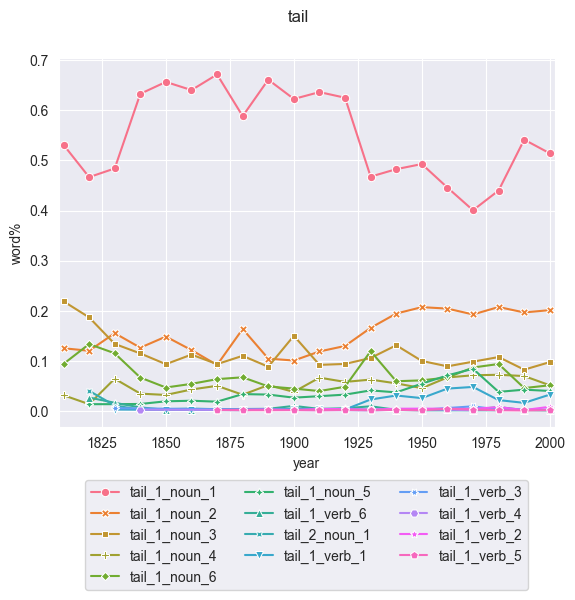 tail
0.7
0.6
0.5
0.4
0.3
0.2
0.1
0.0
word%
1825 1850 1875 1900 1925 1950 1975 2000
year
tail_1_noun_1 tail_1_noun_5 tail_1_verb_3
tail_1_noun_2 tail_1_verb_6 tail_1_verb_4
tail_1_noun_3 tail_2_noun_1 tail_1_verb_2
tail_1_noun_4 tail_1_verb_1 tail_1_verb_5
tail_1_noun_6